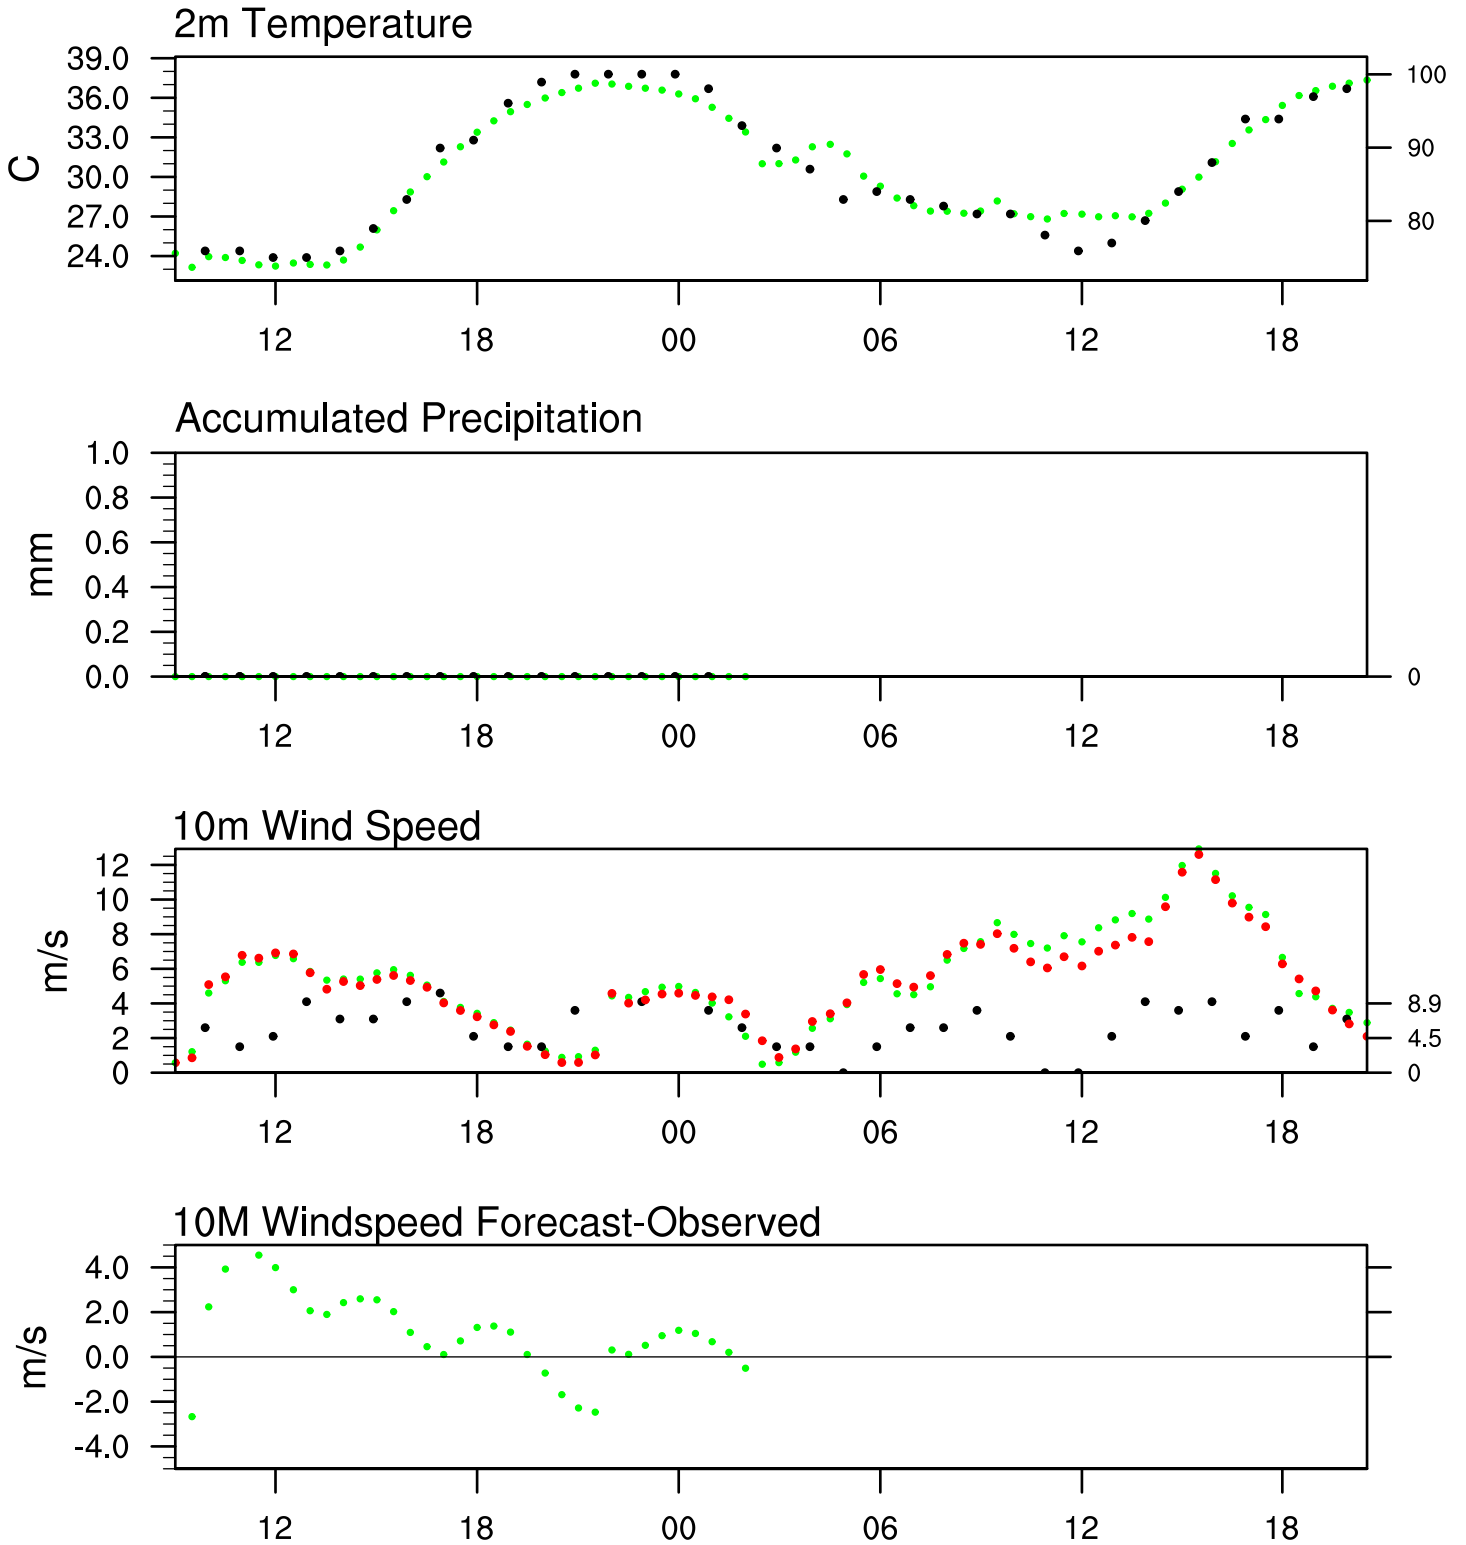 2m Temperature
39.0
36.0
33.0
30.0
27.0
24.0
C
100
90
80
12 18 00 06 12 18
Accumulated Precipitation
1.0
0.8
0.6
0.4
0.2
0.0
mm
0
12 18 00 06 12 18
10m Wind Speed
12
10
8
6
4
2
0
m/s
8.9
4.5
0
12 18 00 06 12 18
10M Windspeed Forecast-Observed
4.0
2.0
0.0
-2.0
-4.0
m/s
12 18 00 06 12 18